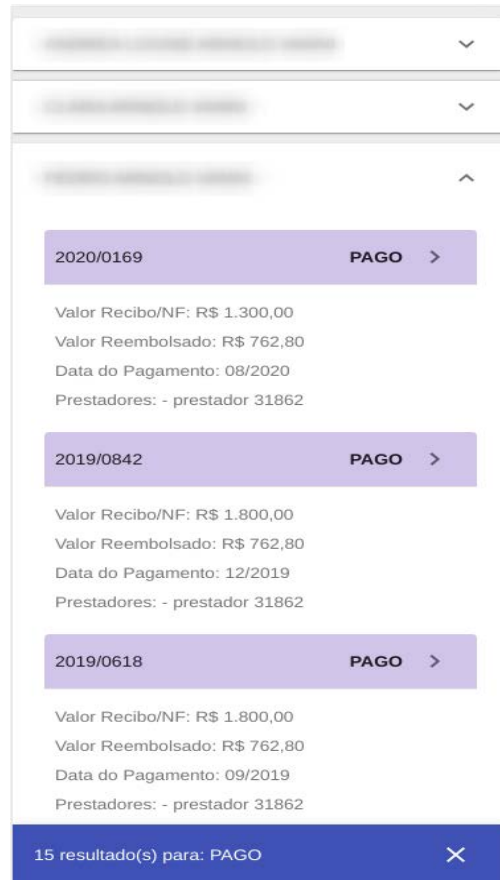 2020/0169 PAGO
Valor Recibo/NF: R$ 1.300,00
Valor Reembolsado: R$ 762,80
Data do Pagamento: 08/2020
Prestadores: - prestador 31862
2019/0842 PAGO
Valor Recibo/NF: R$ 1.800,00
Valor Reembolsado: R$ 762,80
Data do Pagamento: 12/2019
Prestadores: - prestador 31862
2019/0618 PAGO
Valor Recibo/NF: R$ 1.800,00
Valor Reembolsado: R$ 762,80
Data do Pagamento: 09/2019
Prestadores: - prestador 31862
15 resultado(s) para: PAGO